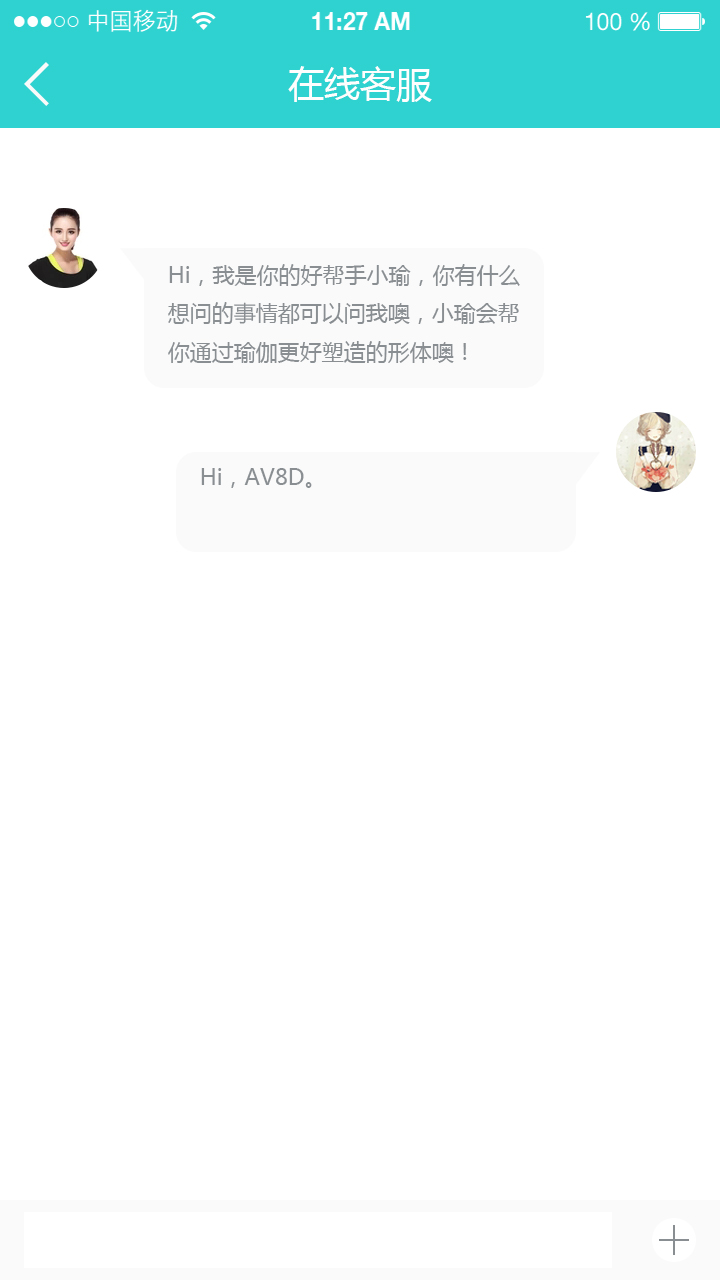 中国移动 11:27 AM 100 %
在线客服
Hi，我是你的好帮手小瑜，你有什么
想问的事情都可以问我噢，小瑜会帮
你通过瑜伽更好塑造的形体噢！
Hi，AV8D。